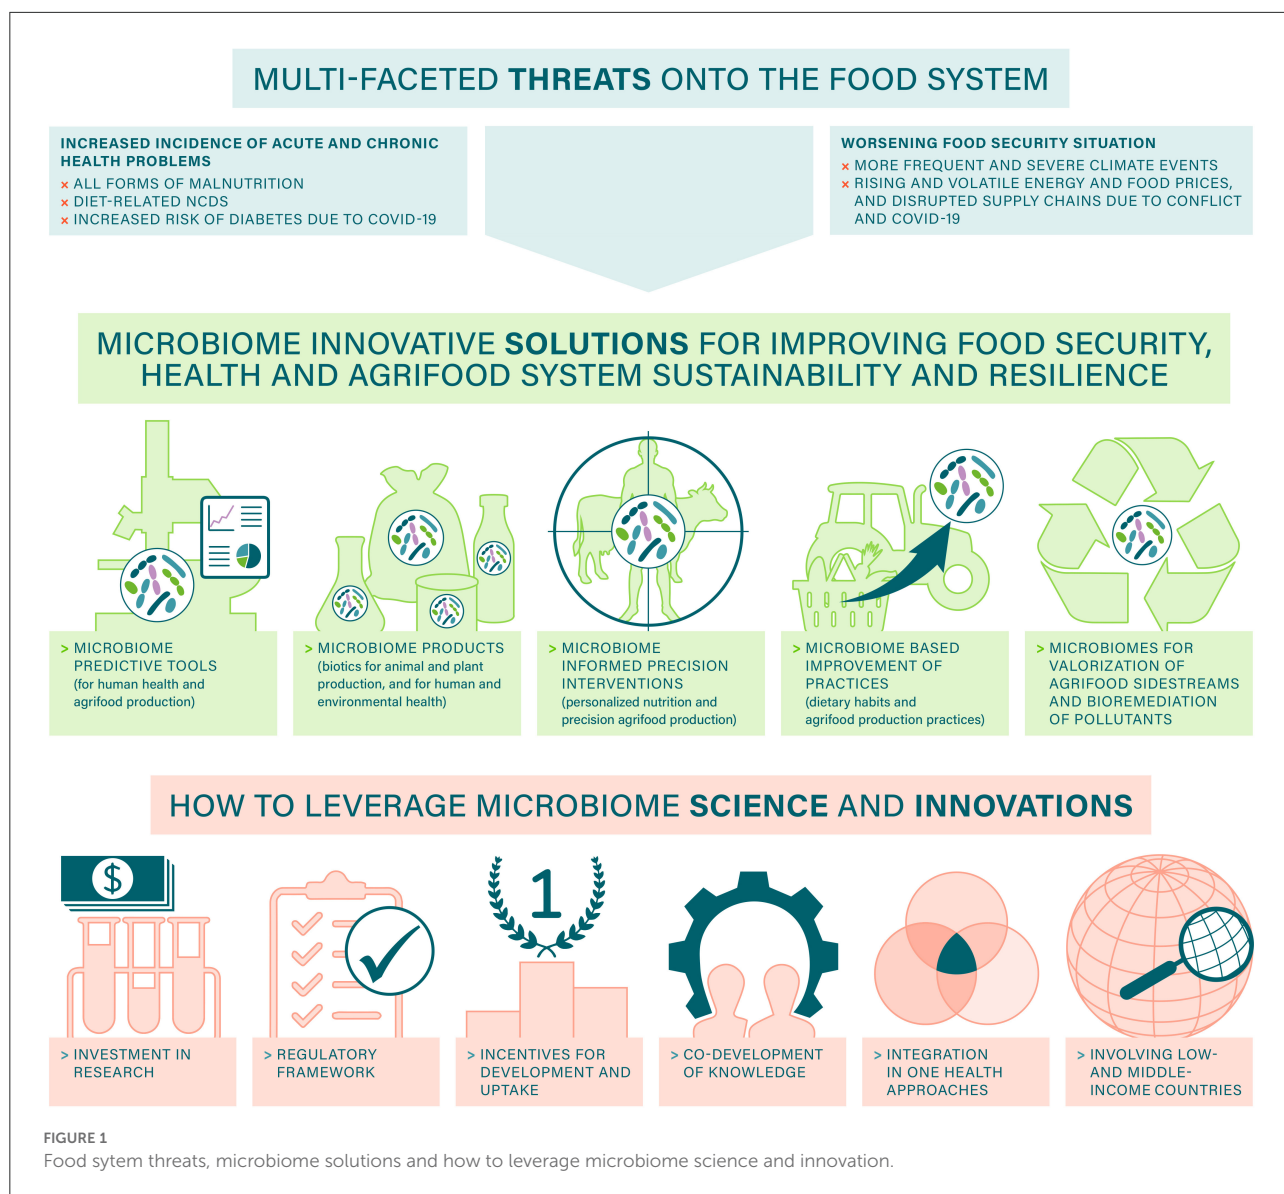 MULTI-FACETED THREATS ONTO THE FOOD SYSTEM
INCREASED INCIDENCE OF ACUTE AND CHRONIC
HEALTH PROBLEMS
× ALL FORMS OF MALNUTRITION
× DIET-RELATED NCDS
× INCREASED RISK OF DIABETES DUE TO COVID-19
WORSENING FOOD SECURITY SITUATION
× MORE FREQUENT AND SEVERE CLIMATE EVENTS
× RISING AND VOLATILE ENERGY AND FOOD PRICES,
AND DISRUPTED SUPPLY CHAINS DUE TO CONFLICT
AND COVID-19
MICROBIOME INNOVATIVE SOLUTIONS FOR IMPROVING FOOD SECURITY,
HEALTH AND AGRIFOOD SYSTEM SUSTAINABILITY AND RESILIENCE
> MICROBIOME
PREDICTIVE TOOLS
(for human health and
agrifood production)
> MICROBIOME PRODUCTS
(biotics for animal and plant
production, and for human and
environmental health)
> MICROBIOME
INFORMED PRECISION
INTERVENTIONS
(personalized nutrition and
precision agrifood production)
> MICROBIOME BASED
IMPROVEMENT OF
PRACTICES
(dietary habits and
agrifood production practices)
> MICROBIOMES FOR
VALORIZATION OF
AGRIFOOD SIDESTREAMS
AND BIOREMEDIATION
OF POLLUTANTS
HOW TO LEVERAGE MICROBIOME SCIENCE AND INNOVATIONS
$
1
> INVESTMENT IN
RESEARCH
> REGULATORY
FRAMEWORK
> INCENTIVES FOR
DEVELOPMENT AND
UPTAKE
> CO-DEVELOPMENT
OF KNOWLEDGE
> INTEGRATION
IN ONE HEALTH
APPROACHES
> INVOLVING LOW-
AND MIDDLE-
INCOME COUNTRIES
FIGURE 1
Food sytem threats, microbiome solutions and how to leverage microbiome science and innovation.